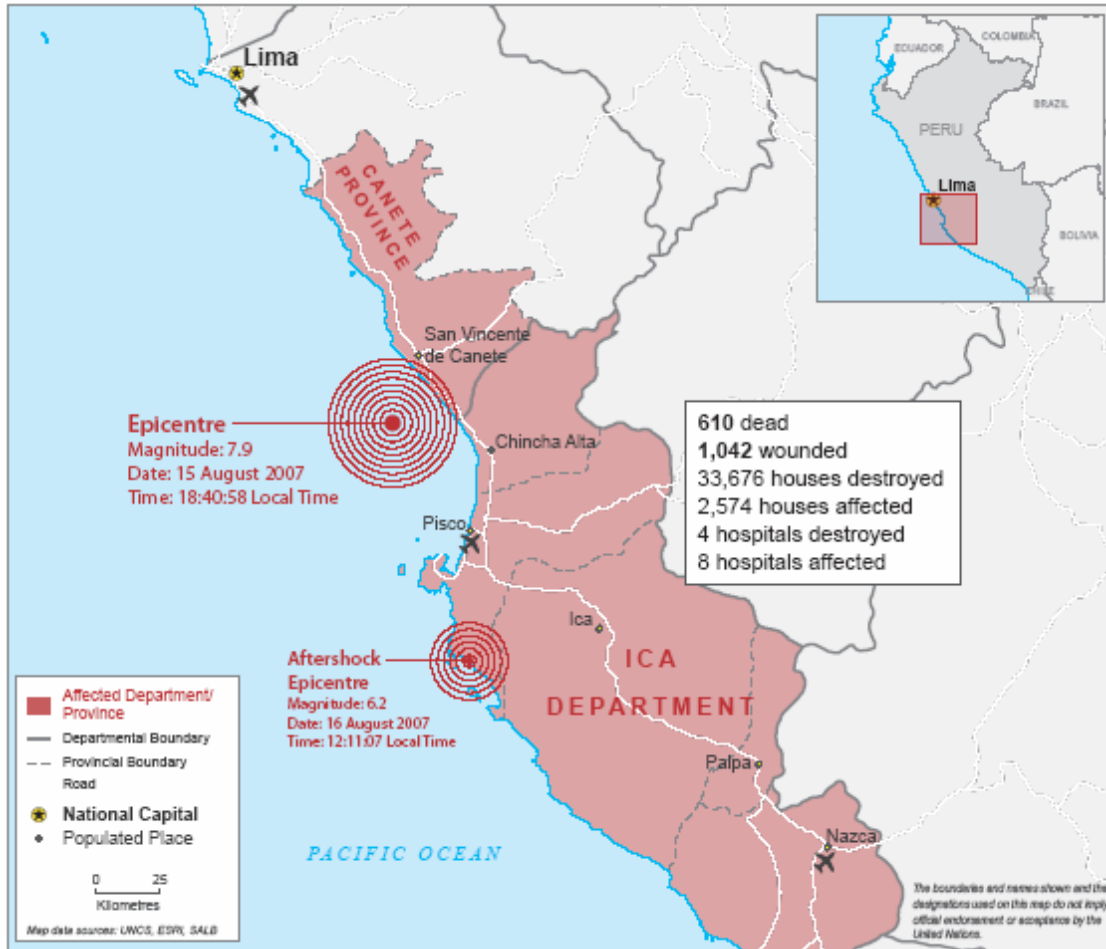 Lima
CANETE
PROVINCE
San Vincente
de Canete
Epicentre
Magnitude: 7.9
Date: 15 August 2007
Time: 18:40:58 Local Time
Chincha Alta
Pisco
Ica
ICA
DEPARTMENT
Aftershock
Epicentre
Magnitude: 6.2
Date: 16 August 2007
Time: 12:11:07 Local Time
Palpa
Nazca
PACIFIC OCEAN
ECUADOR
COLOMBIA
PERU
BRAZIL
Lima
BOLIVIA
CHILE
610 dead
1,042 wounded
33,676 houses destroyed
2,574 houses affected
4 hospitals destroyed
8 hospitals affected
Affected Department/
Province
Departmental Boundary
Provincial Boundary
Road
National Capital
Populated Place
0 25
Kilometres
Map data sources: UNCS, ESRI, SALB
The boundaries and names shown and the
designations used on this map do not imply
official endorsement or acceptance by the
United Nations.